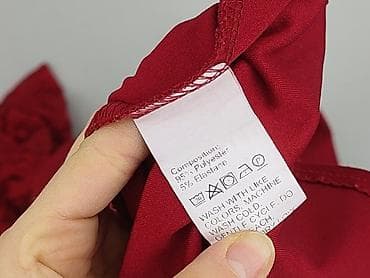 Composition:
95% Polyester
5% Elastane
WASH WITH LIKE
COLORS, MACHINE
WASH COLD,
GENTLE CYCLE. DO